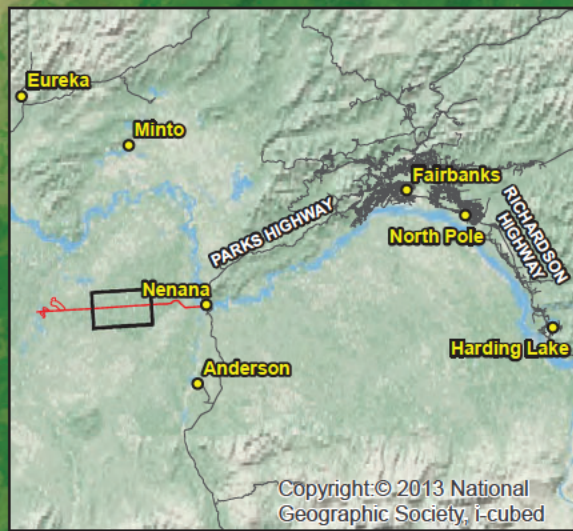 Eureka
Minto
Fairbanks
PARKS HIGHWAY
North Pole
RICHARDSON
HIGHWAY
Nenana
Harding Lake
Anderson
Copyright:© 2013 National
Geographic Society, i-cubed